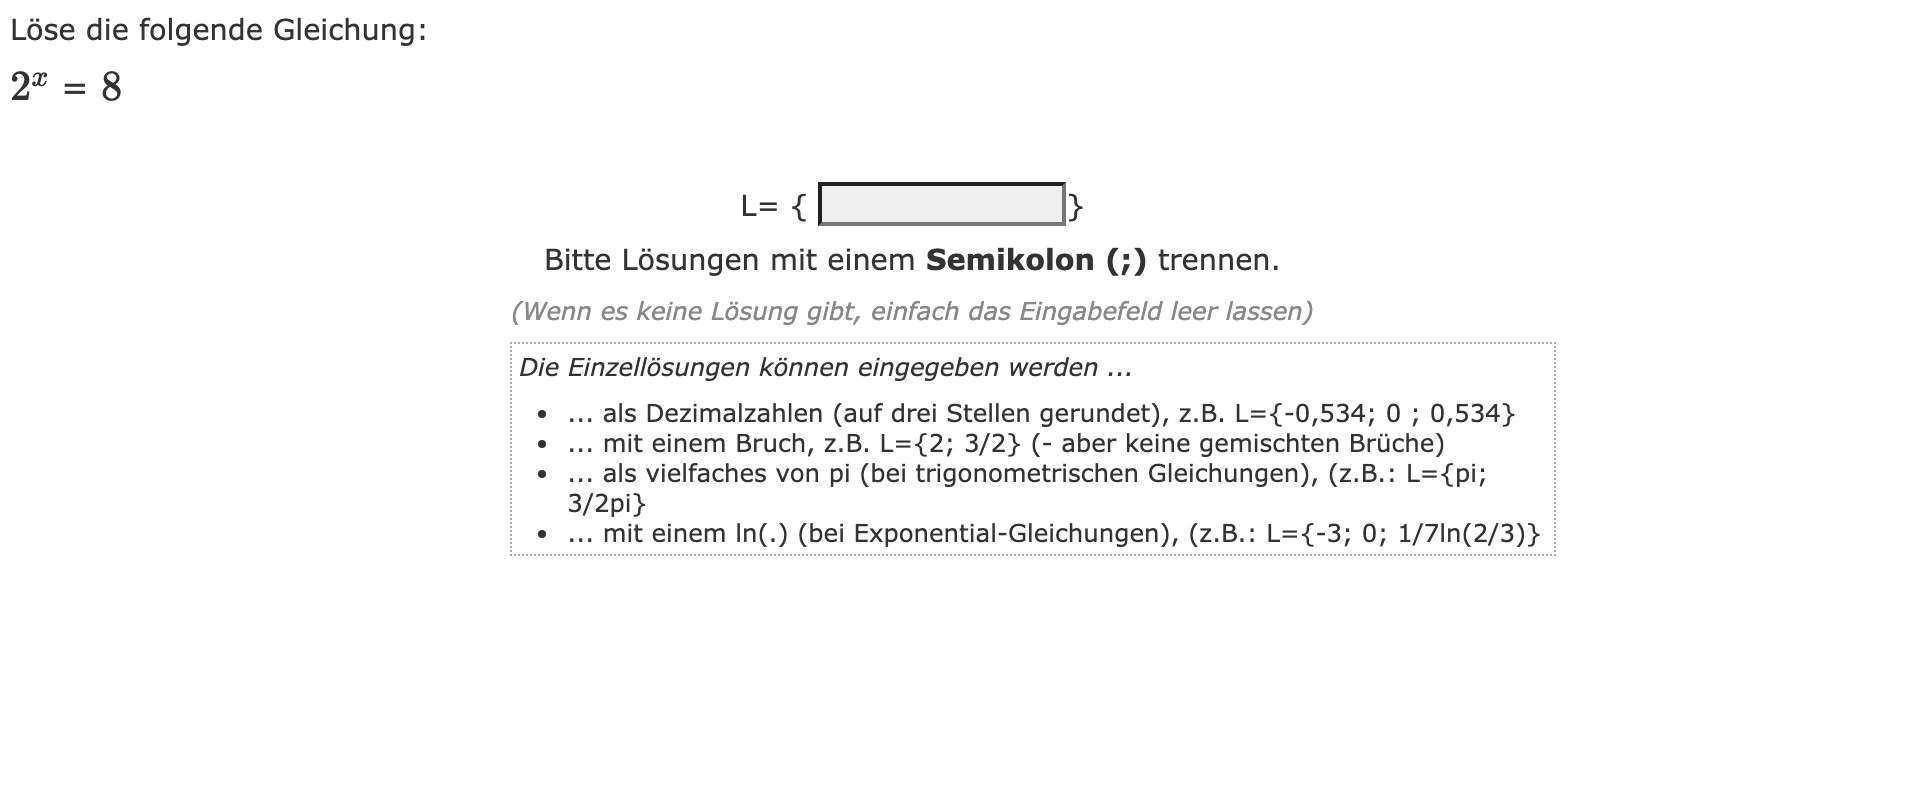 Löse die folgende Gleichung:
2^x = 8
L= { }
Bitte Lösungen mit einem Semikolon (;) trennen.
(Wenn es keine Lösung gibt, einfach das Eingabefeld leer lassen)
Die Einzellösungen können eingegeben werden ...
• ... als Dezimalzahlen (auf drei Stellen gerundet), z.B. L={-0,534; 0 ; 0,534}
• ... mit einem Bruch, z.B. L={2; 3/2} (- aber keine gemischten Brüche)
• ... als vielfaches von pi (bei trigonometrischen Gleichungen), (z.B.: L={pi;
3/2pi}
• ... mit einem ln(.) (bei Exponential-Gleichungen), (z.B.: L={-3; 0; 1/7ln(2/3)}